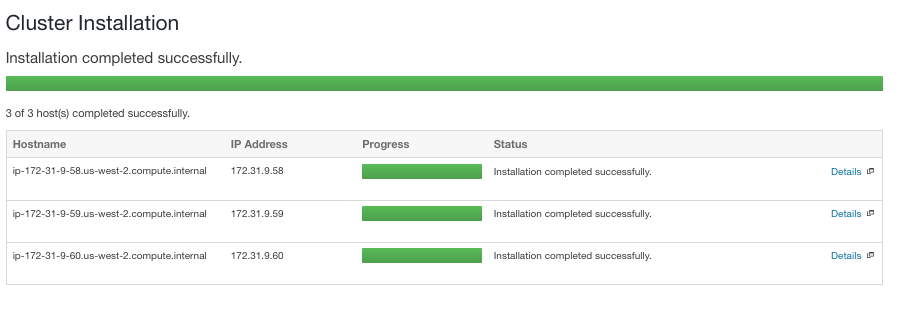 Cluster Installation
Installation completed successfully.
3 of 3 host(s) completed successfully.
Hostname IP Address Progress Status
ip-172-31-9-58.us-west-2.compute.internal 172.31.9.58 Installation completed successfully. Details
ip-172-31-9-59.us-west-2.compute.internal 172.31.9.59 Installation completed successfully. Details
ip-172-31-9-60.us-west-2.compute.internal 172.31.9.60 Installation completed successfully. Details